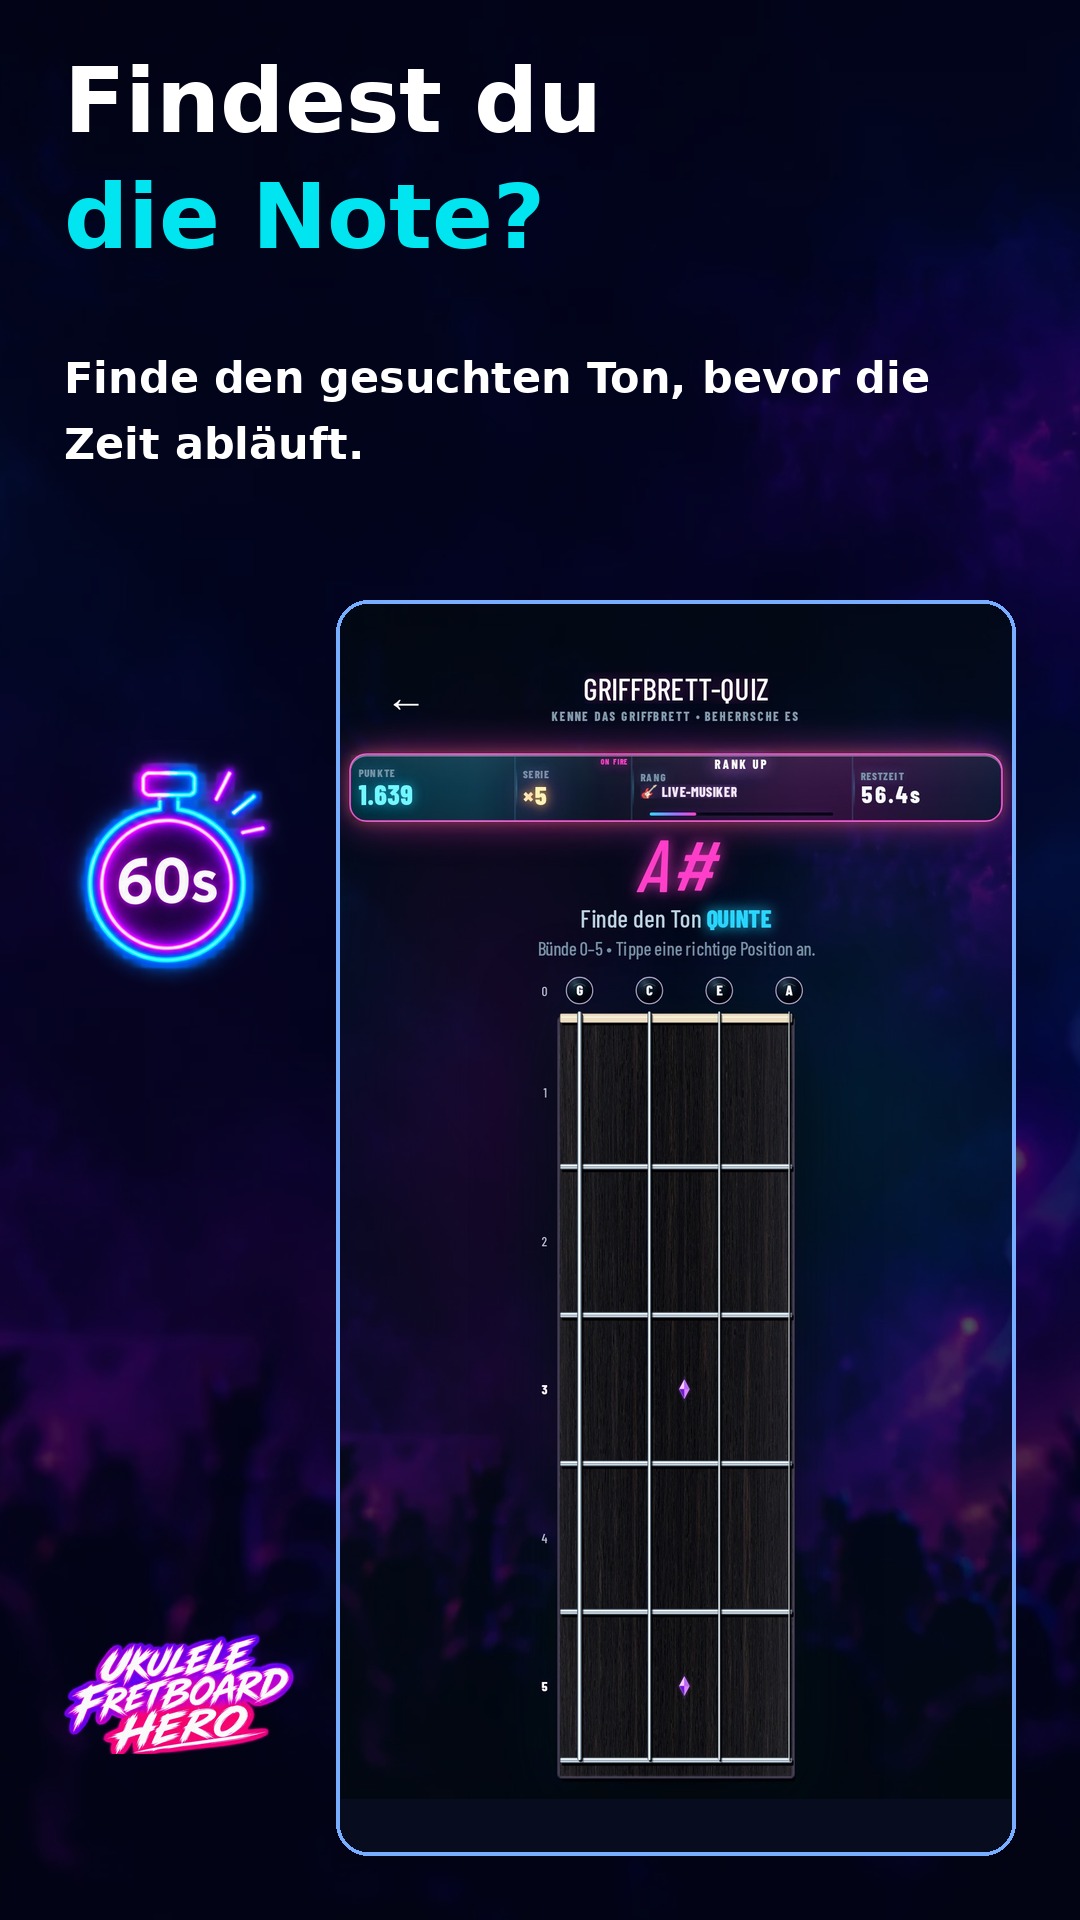 Findest du
die Note?
Finde den gesuchten Ton, bevor die
Zeit abläuft.
←
GRIFFBRETT-QUIZ
KENNE DAS GRIFFBRETT • BEHERRSCHE ES
PUNKTE
1.639
SERIE
×5
ON FIRE
RANK UP
RANG
LIVE-MUSIKER
RESTZEIT
56.4s
A#
Finde den Ton QUINTE
Bünde 0–5 • Tippe eine richtige Position an.
0 G C E A
1
2
3
4
5
60s
UKULELE
FRETBOARD
HERO